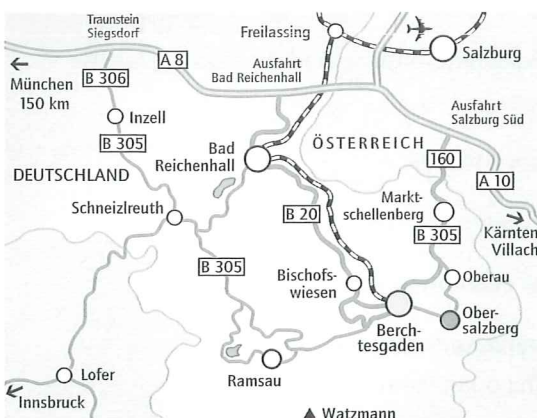 Traunstein
Siegsdorf
Freilassing
Salzburg
A 8
Ausfahrt
Bad Reichenhall
München
150 km
B 306
Inzell
Ausfahrt
Salzburg Süd
B 305
Bad
Reichenhall
ÖSTERREICH
160
DEUTSCHLAND
A 10
Schneizlreuth
B 20
Markt-
schellenberg
B 305
Kärnten
Villach
B 305
Bischofs-
wiesen
Oberau
Berch-
tesgaden
Ober-
salzberg
Lofer
Ramsau
Innsbruck
Watzmann